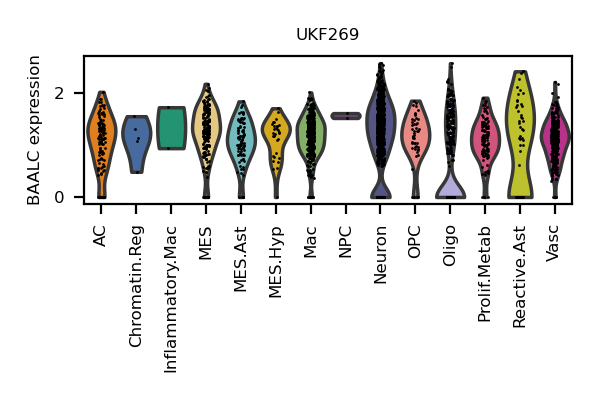 UKF269
BAALC expression
2
0
AC
Chromatin.Reg
Inflammatory.Mac
MES
MES.Ast
MES.Hyp
Mac
NPC
Neuron
OPC
Oligo
Prolif.Metab
Reactive.Ast
Vasc